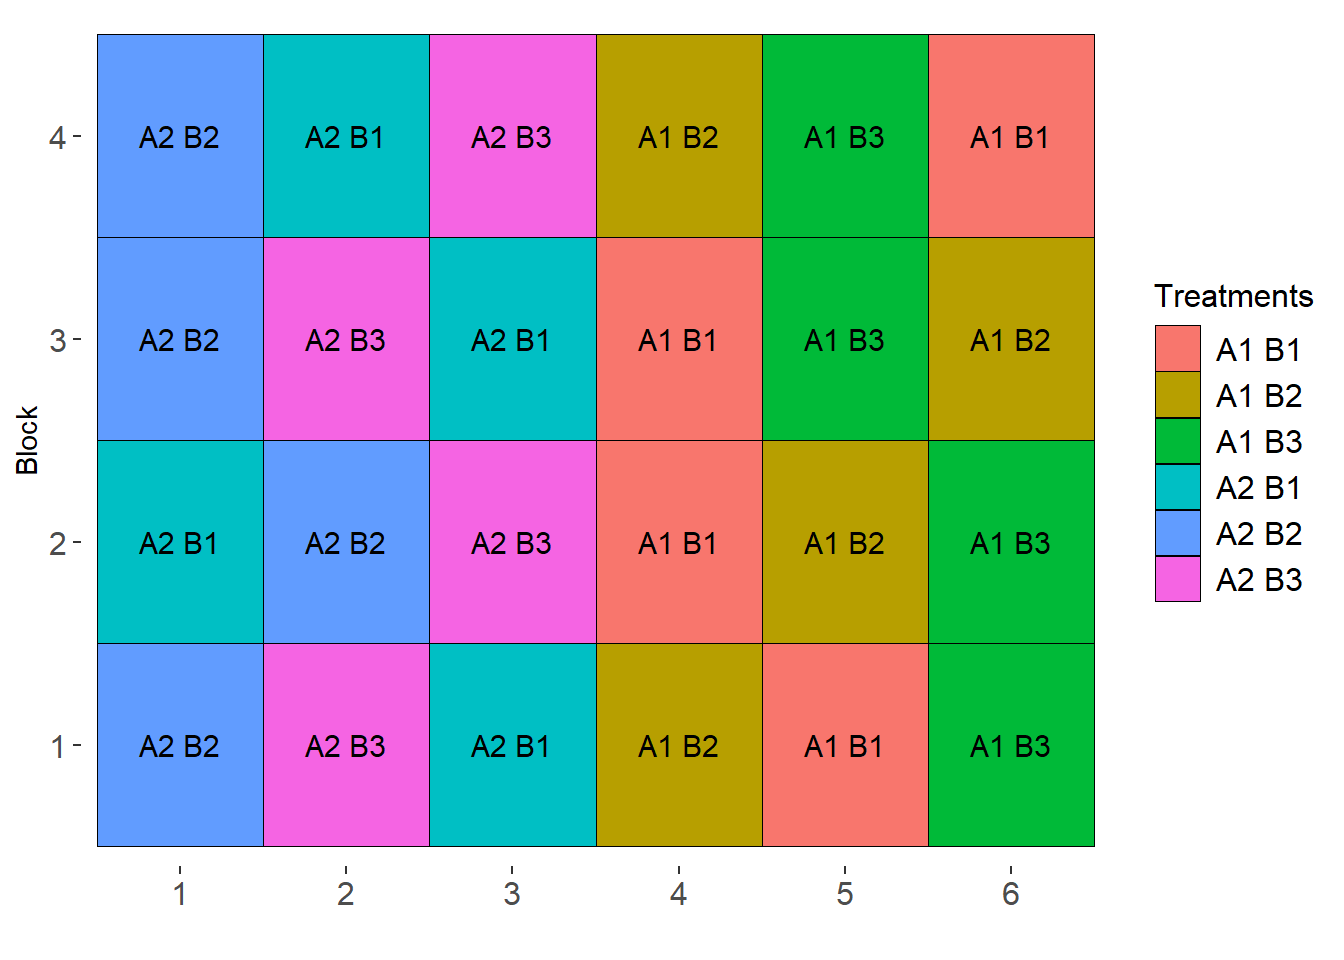 4
A2 B2 A2 B1 A2 B3 A1 B2 A1 B3 A1 B1
3
A2 B2 A2 B3 A2 B1 A1 B1 A1 B3 A1 B2
2
A2 B1 A2 B2 A2 B3 A1 B1 A1 B2 A1 B3
1
A2 B2 A2 B3 A2 B1 A1 B2 A1 B1 A1 B3
1 2 3 4 5 6
Block
Treatments
A1 B1
A1 B2
A1 B3
A2 B1
A2 B2
A2 B3